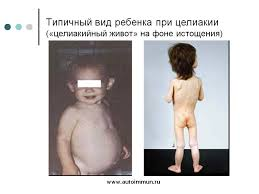 Типичный вид ребенка при целиакии
(«целиакийный живот» на фоне истощения)
www.autoimmun.ru